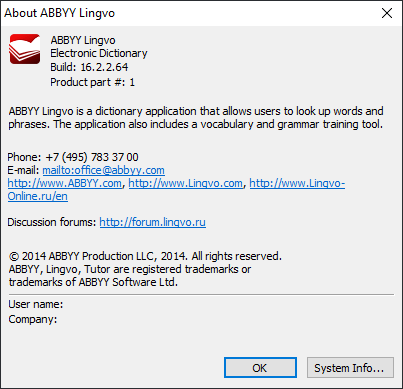 About ABBYY Lingvo
ABBYY Lingvo
Electronic Dictionary
Build: 16.2.2.64
Product part #: 1
ABBYY Lingvo is a dictionary application that allows users to look up words and
phrases. The application also includes a vocabulary and grammar training tool.
Phone: +7 (495) 783 37 00
E-mail: mailto:office@abbyy.com
http://www.ABBYY.com, http://www.Lingvo.com, http://www.Lingvo-
Online.ru/en
Discussion forums: http://forum.lingvo.ru
© 2014 ABBYY Production LLC, 2014. All rights reserved.
ABBYY, Lingvo, Tutor are registered trademarks or
trademarks of ABBYY Software Ltd.
User name:
Company:
OK
System Info...